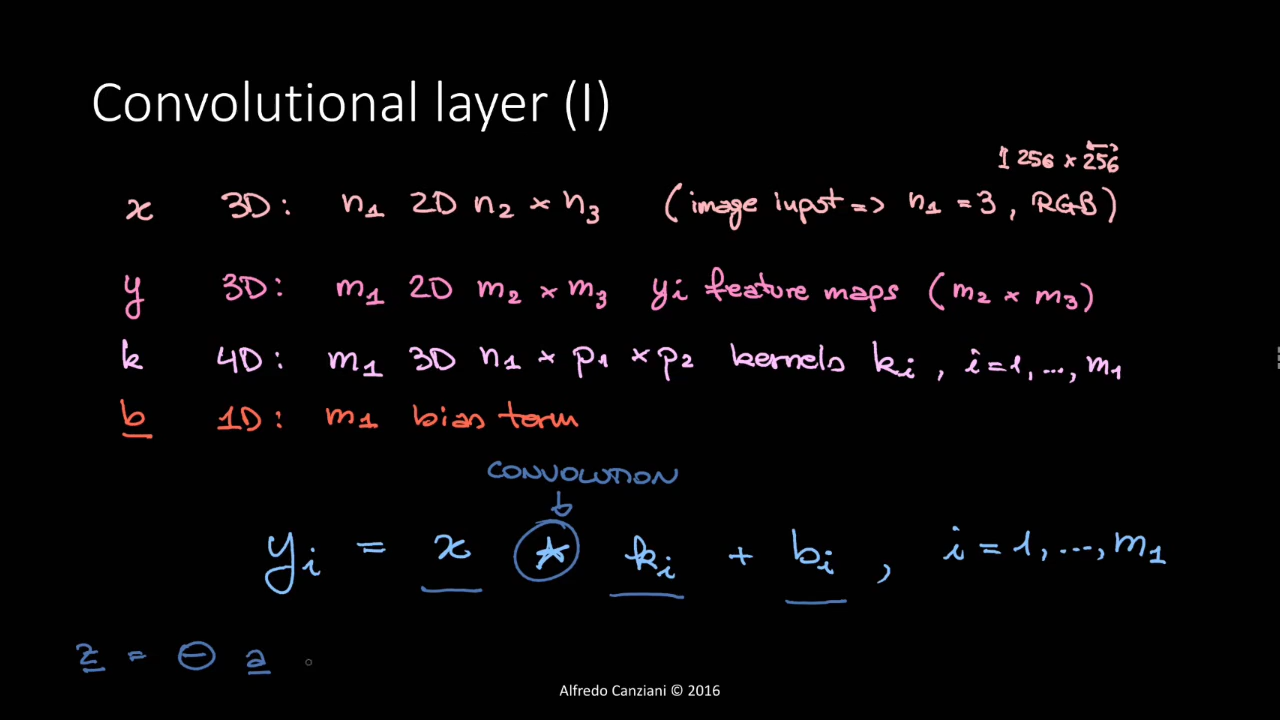 Convolutional layer (I)
256 × 256
x 3D: n₁ 2D n₂ × n₃ (image input => n₁ = 3, RGB)
y 3D: m₁ 2D m₂ × m₃ yᵢ feature maps (m₂ × m₃)
k 4D: m₁ 3D n₁ × p₁ × p₂ kernels kᵢ, i=1,...,m₁
b 1D: m₁ bias term
CONVOLUTION
yᵢ = x ☆ kᵢ + bᵢ, i=1,...,m₁
z = Θ a
Alfredo Canziani © 2016